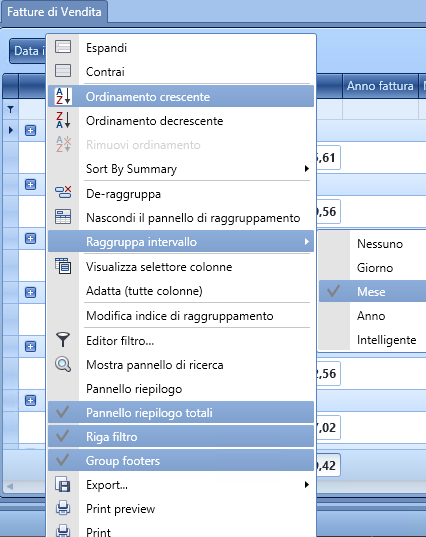 Fatture di Vendita
Data i
Anno fattura
Espandi
Contrai
Ordinamento crescente
Ordinamento decrescente
Rimuovi ordinamento
Sort By Summary
De-raggruppa
Nascondi il pannello di raggruppamento
Raggruppa intervallo
Visualizza selettore colonne
Adatta (tutte colonne)
Modifica indice di raggruppamento
Editor filtro...
Mostra pannello di ricerca
Pannello riepilogo
Pannello riepilogo totali
Riga filtro
Group footers
Export...
Print preview
Print
Nessuno
Giorno
Mese
Anno
Intelligente
,61
,56
,56
,02
,42